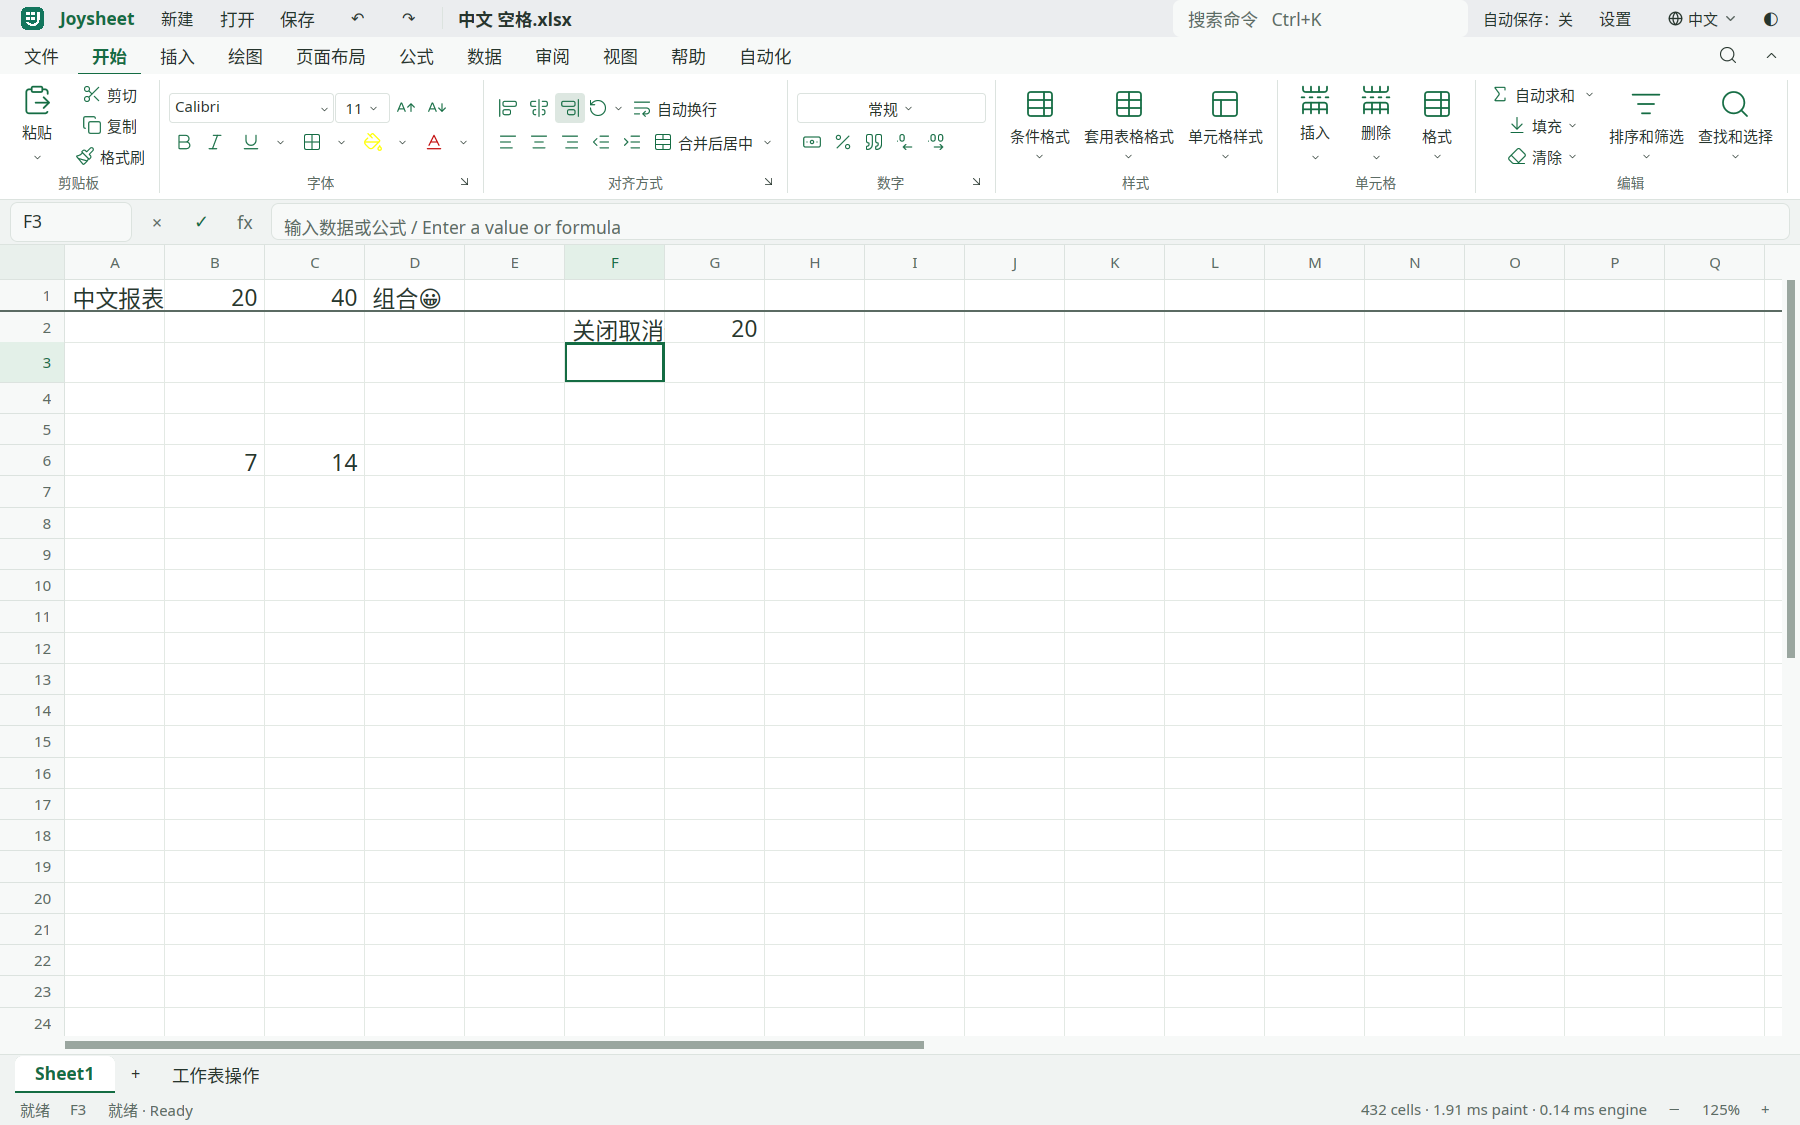 Joysheet 新建 打开 保存 中文 空格.xlsx 搜索命令 Ctrl+K 自动保存：关 设置 中文
文件 开始 插入 绘图 页面布局 公式 数据 审阅 视图 帮助 自动化
粘贴 剪切 复制 格式刷 剪贴板
Calibri 11 字体
自动换行 合并后居中 对齐方式
常规 数字
条件格式 套用表格格式 单元格样式 样式
插入 删除 格式 单元格
自动求和 填充 清除 排序和筛选 查找和选择 编辑
F3 × ✓ fx 输入数据或公式 / Enter a value or formula
A B C D E F G H I J K L M N O P Q
1 中文报表 20 40 组合😀
2 关闭取消 20
3
4
5
6 7 14
7
8
9
10
11
12
13
14
15
16
17
18
19
20
21
22
23
24
Sheet1 + 工作表操作
就绪 F3 就绪 · Ready 432 cells · 1.91 ms paint · 0.14 ms engine − 125% +